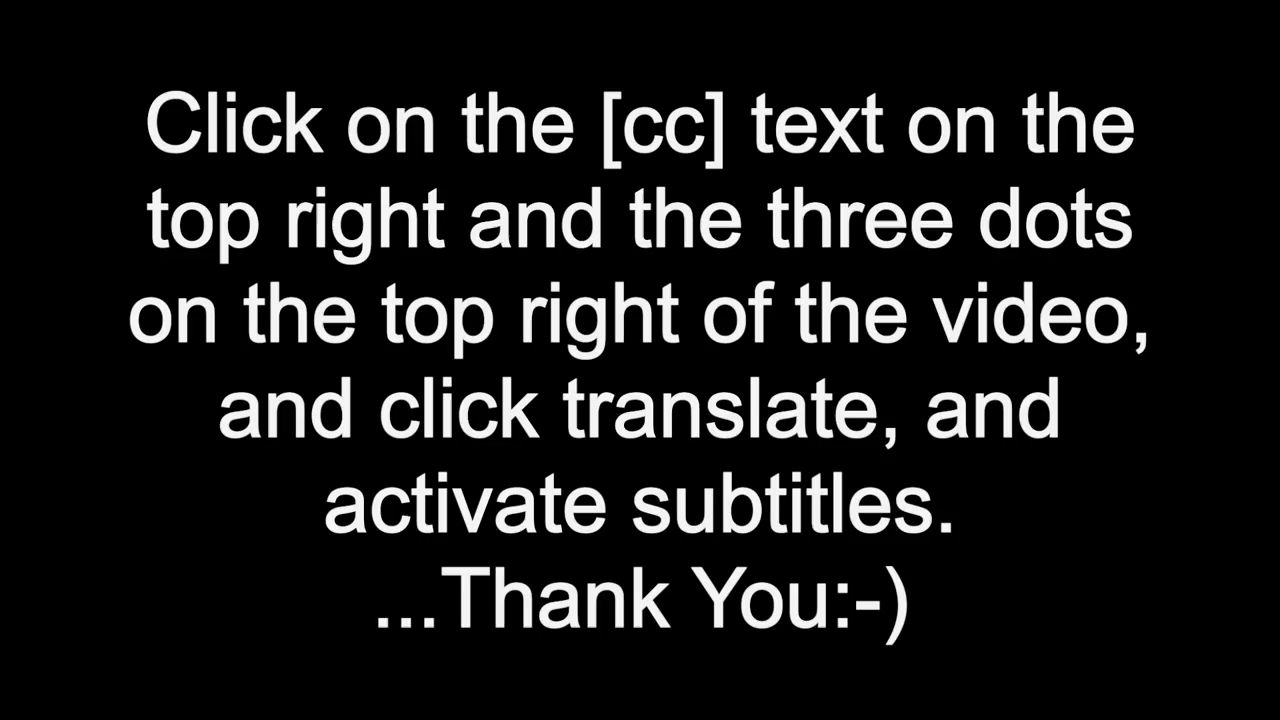 Click on the [cc] text on the
top right and the three dots
on the top right of the video,
and click translate, and
activate subtitles.
...Thank You:-)